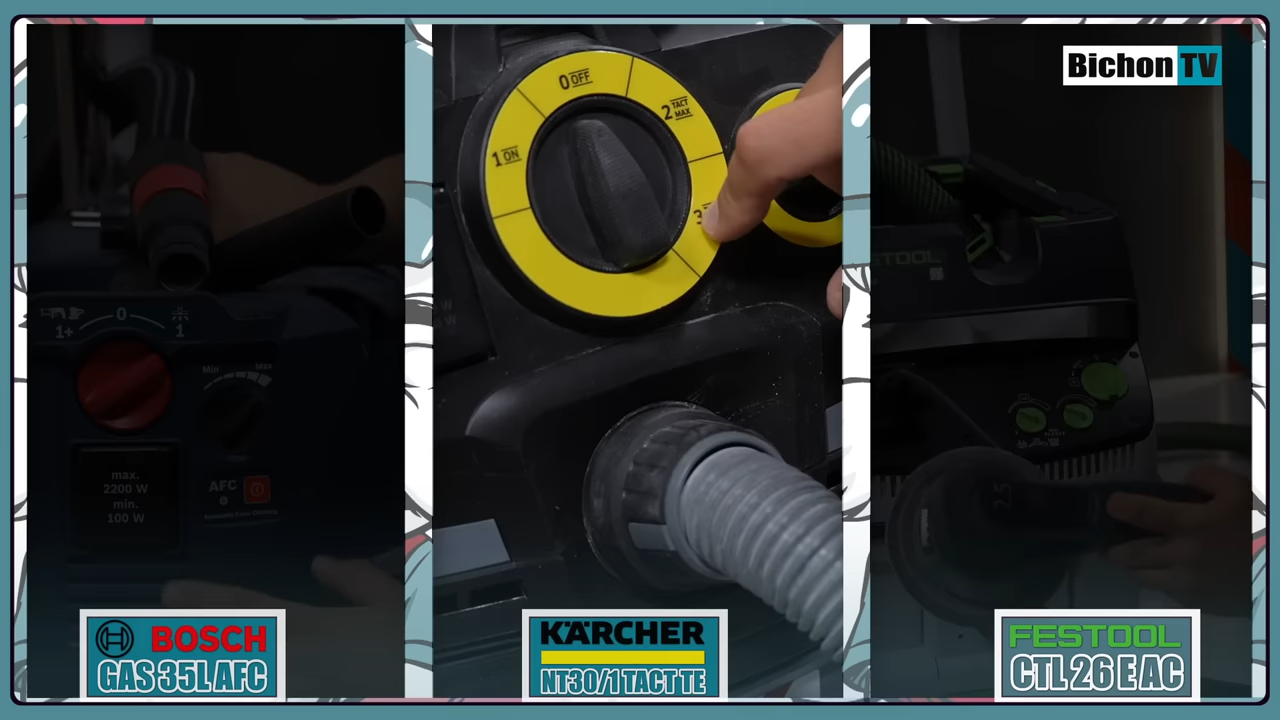 Bichon TV
0 OFF
2 TACT MAX
1 ON
3
0
1+
1
Min
Max
max.
2200 W
min.
100 W
AFC
BOSCH
GAS 35L AFC
KÄRCHER
NT30/1 TACT TE
FESTOOL
CTL 26 E AC